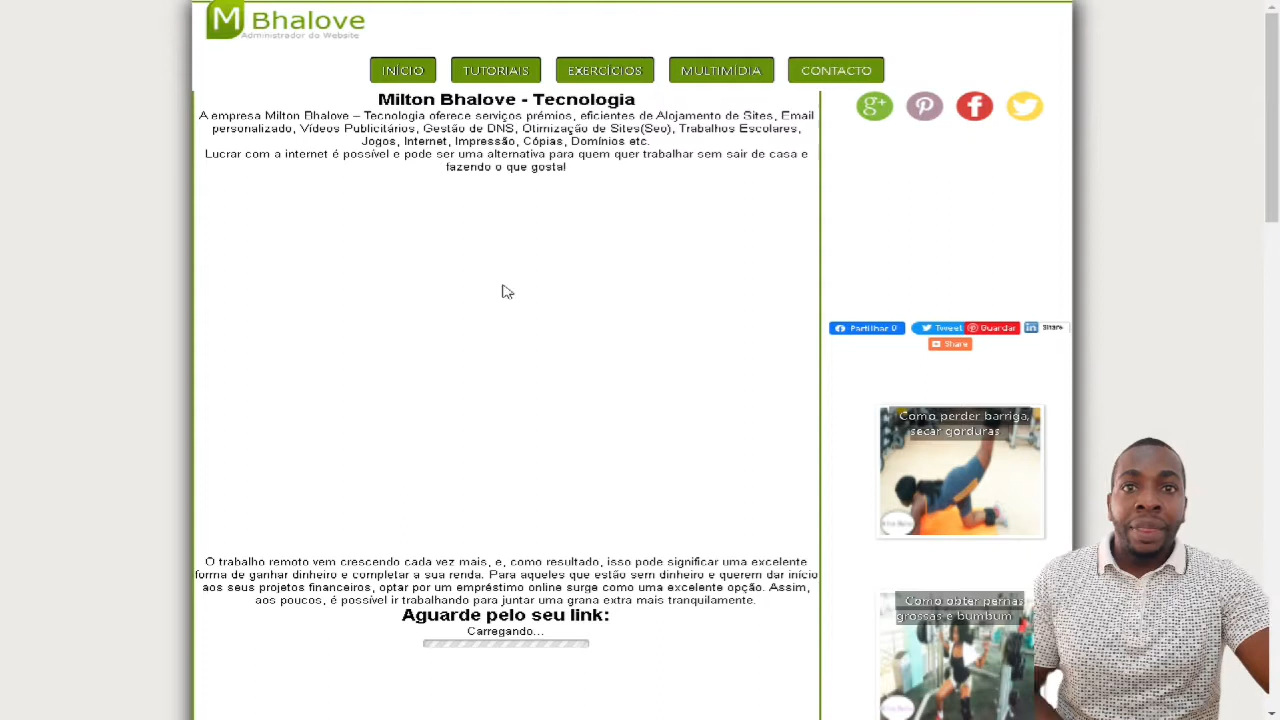 M Bhalove
Administrador do Website
INÍCIO TUTORIAIS EXERCÍCIOS MULTIMÍDIA CONTACTO
Milton Bhalove - Tecnologia
A empresa Milton Bhalove – Tecnologia oferece serviços prémios, eficientes de Alojamento de Sites, Email
personalizado, Vídeos Publicitários, Gestão de DNS, Otimização de Sites(Seo), Trabalhos Escolares,
Jogos, Internet, Impressão, Cópias, Domínios etc.
Lucrar com a internet é possível e pode ser uma alternativa para quem quer trabalhar sem sair de casa e
fazendo o que gosta!
g+
Partilhar 0 Tweet Guardar in Share
Share
Como perder barriga,
secar gorduras
O trabalho remoto vem crescendo cada vez mais, e, como resultado, isso pode significar uma excelente
forma de ganhar dinheiro e completar a sua renda. Para aqueles que estão sem dinheiro e querem dar início
aos seus projetos financeiros, optar por um empréstimo online surge como uma excelente opção. Assim,
aos poucos, é possível ir trabalhando para juntar uma grana extra mais tranquilamente.
Aguarde pelo seu link:
Carregando...
Como obter pernas
grossas e bumbum